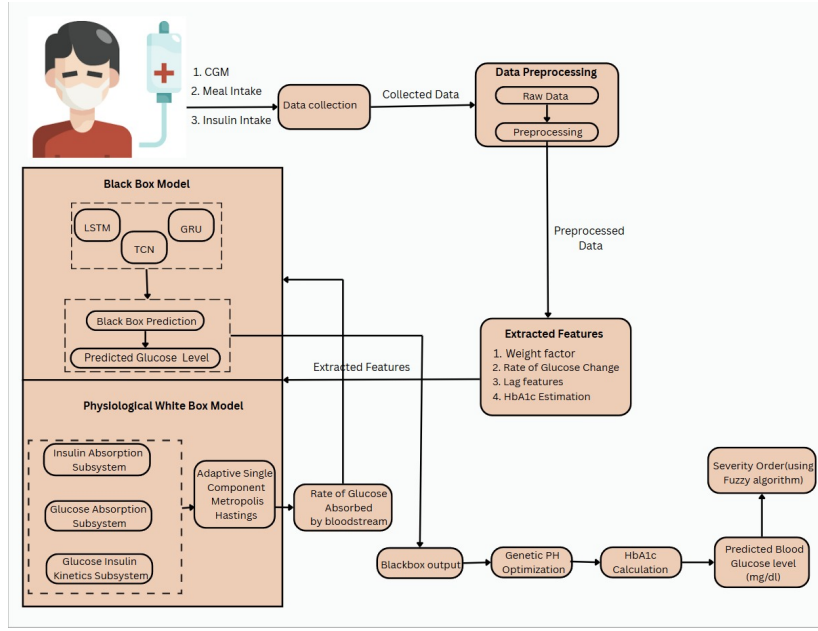 1. CGM
2. Meal Intake
3. Insulin Intake
Data collection
Collected Data
Data Preprocessing
Raw Data
Preprocessing
Preprocessed
Data
Black Box Model
LSTM
GRU
TCN
Black Box Prediction
Predicted Glucose Level
Extracted Features
1. Weight factor
2. Rate of Glucose Change
3. Lag features
4. HbA1c Estimation
Extracted Features
Physiological White Box Model
Insulin Absorption
Subsystem
Glucose Absorption
Subsystem
Glucose Insulin
Kinetics Subsystem
Adaptive Single
Component
Metropolis
Hastings
Rate of Glucose
Absorbed
by bloodstream
Blackbox output
Genetic PH
Optimization
HbA1c
Calculation
Predicted Blood
Glucose level
(mg/dl)
Severity Order(using
Fuzzy algorithm)